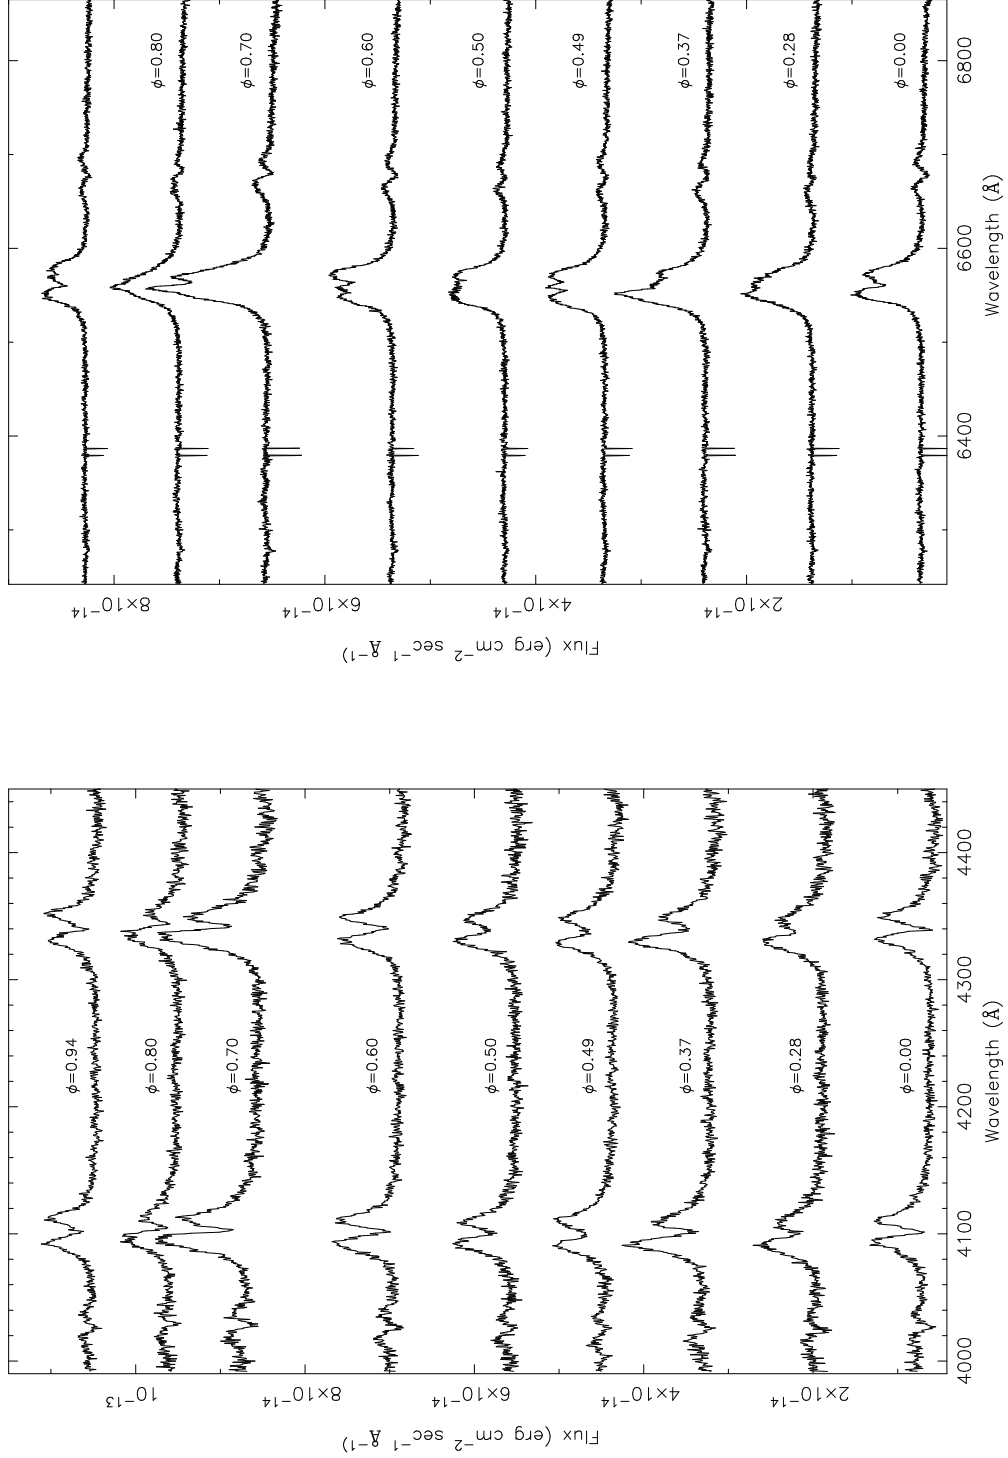 ϕ=0.80
ϕ=0.70
ϕ=0.60
ϕ=0.50
ϕ=0.49
ϕ=0.37
ϕ=0.28
ϕ=0.00
6400
6600
6800
Wavelength (Å)
8×10⁻¹⁴
6×10⁻¹⁴
4×10⁻¹⁴
2×10⁻¹⁴
Flux (erg cm⁻² sec⁻¹ Å⁻¹)
ϕ=0.94
ϕ=0.80
ϕ=0.70
ϕ=0.60
ϕ=0.50
ϕ=0.49
ϕ=0.37
ϕ=0.28
ϕ=0.00
4000
4100
4200
4300
4400
Wavelength (Å)
10⁻¹³
8×10⁻¹⁴
6×10⁻¹⁴
4×10⁻¹⁴
2×10⁻¹⁴
Flux (erg cm⁻² sec⁻¹ Å⁻¹)